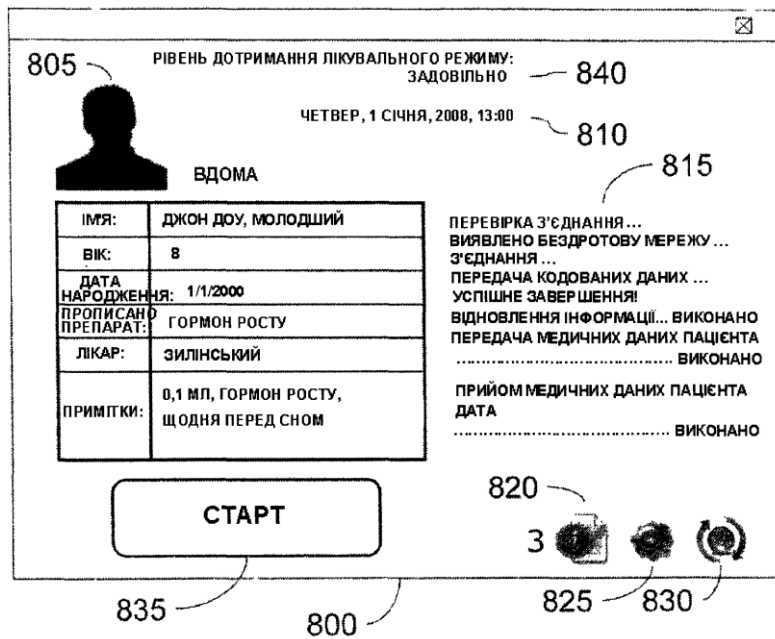 805
РІВЕНЬ ДОТРИМАННЯ ЛІКУВАЛЬНОГО РЕЖИМУ:
ЗАДОВІЛЬНО
840
ЧЕТВЕР, 1 СІЧНЯ, 2008, 13:00
810
815
ВДОМА
ІМ'Я: ДЖОН ДОУ, МОЛОДШИЙ
ВІК: 8
ДАТА
НАРОДЖЕННЯ: 1/1/2000
ПРОПИСАНО
ПРЕПАРАТ: ГОРМОН РОСТУ
ЛІКАР: ЗИЛІНСЬКИЙ
ПРИМІТКИ: 0,1 МЛ, ГОРМОН РОСТУ,
ЩОДНЯ ПЕРЕД СНОМ
ПЕРЕВІРКА З'ЄДНАННЯ ...
ВИЯВЛЕНО БЕЗДРОТОВУ МЕРЕЖУ ...
З'ЄДНАННЯ ...
ПЕРЕДАЧА КОДОВАНИХ ДАНИХ ...
УСПІШНЕ ЗАВЕРШЕННЯ!
ВІДНОВЛЕННЯ ІНФОРМАЦІЇ... ВИКОНАНО
ПЕРЕДАЧА МЕДИЧНИХ ДАНИХ ПАЦІЄНТА
........................................ ВИКОНАНО
ПРИЙОМ МЕДИЧНИХ ДАНИХ ПАЦІЄНТА
ДАТА
........................................ ВИКОНАНО
СТАРТ
820
3
835
800
825
830